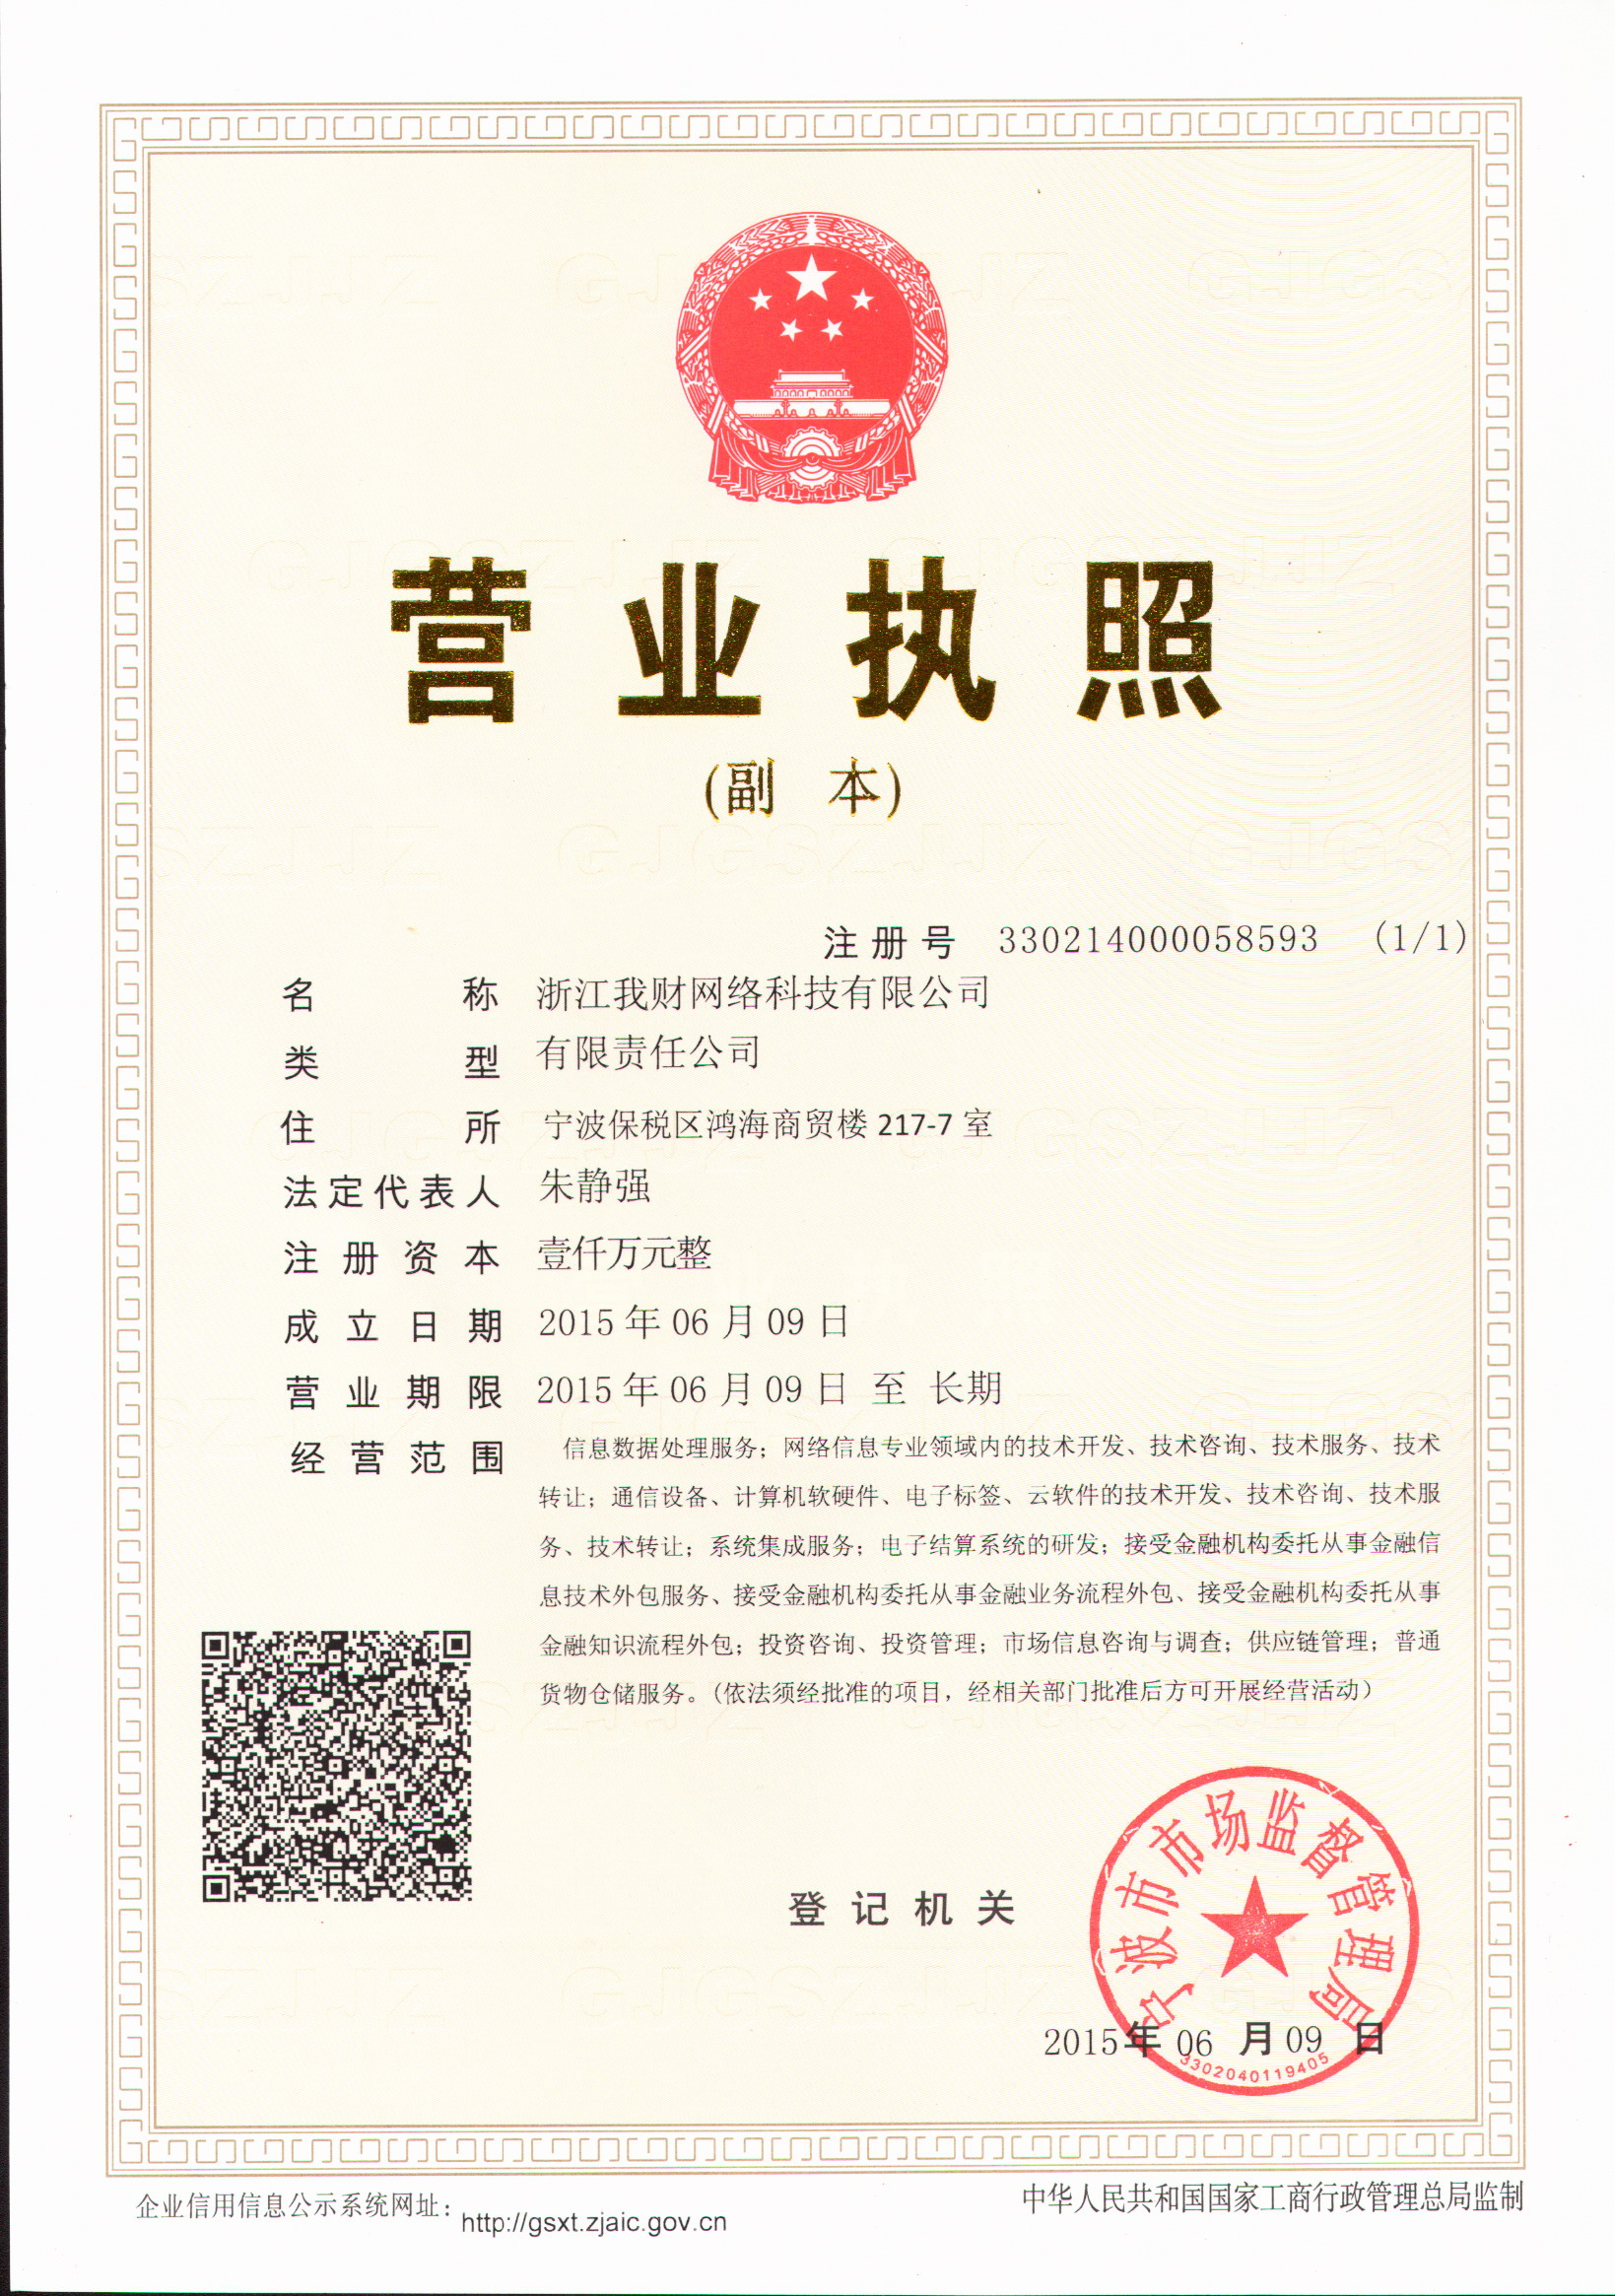 营业执照
(副 本)
注册号 330214000058593 (1/1)
名称 浙江我财网络科技有限公司
类型 有限责任公司
住所 宁波保税区鸿海商贸楼 217-7 室
法定代表人 朱静强
注册资本 壹仟万元整
成立日期 2015 年 06 月 09 日
营业期限 2015 年 06 月 09 日 至 长期
经营范围 信息数据处理服务；网络信息专业领域内的技术开发、技术咨询、技术服务、技术
转让；通信设备、计算机软硬件、电子标签、云软件的技术开发、技术咨询、技术服
务、技术转让；系统集成服务；电子结算系统的研发；接受金融机构委托从事金融信
息技术外包服务、接受金融机构委托从事金融业务流程外包、接受金融机构委托从事
金融知识流程外包；投资咨询、投资管理；市场信息咨询与调查；供应链管理；普通
货物仓储服务。(依法须经批准的项目，经相关部门批准后方可开展经营活动）
登记机关
宁波市市场监督管理局
2015年 06 月 09 日
3302040119405
企业信用信息公示系统网址： http://gsxt.zjaic.gov.cn
中华人民共和国国家工商行政管理总局监制